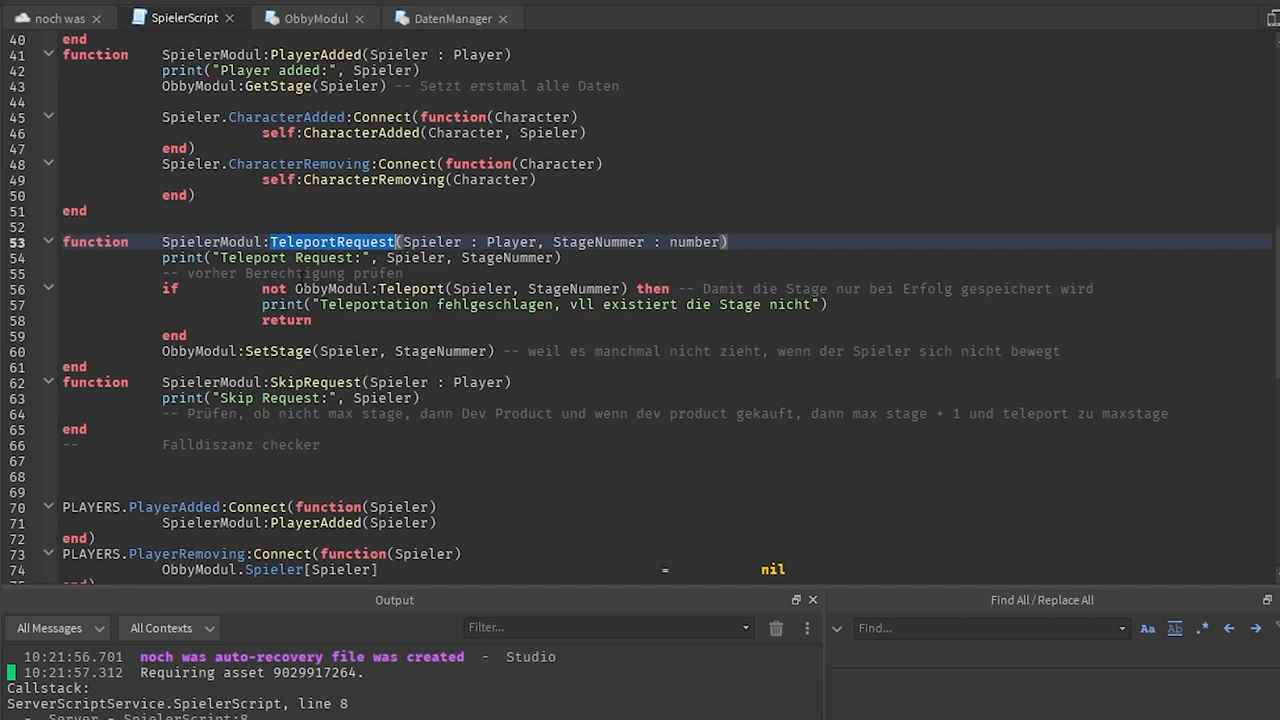 noch was
SpielerScript
ObbyModul
DatenManager
40 end
41 function SpielerModul:PlayerAdded(Spieler : Player)
42 print("Player added:", Spieler)
43 ObbyModul:GetStage(Spieler) -- Setzt erstmal alle Daten
44
45 Spieler.CharacterAdded:Connect(function(Character)
46 self:CharacterAdded(Character, Spieler)
47 end)
48 Spieler.CharacterRemoving:Connect(function(Character)
49 self:CharacterRemoving(Character)
50 end)
51 end
52
53 function SpielerModul:TeleportRequest(Spieler : Player, StageNummer : number)
54 print("Teleport Request:", Spieler, StageNummer)
55 -- vorher Berechtigung prüfen
56 if not ObbyModul:Teleport(Spieler, StageNummer) then -- Damit die Stage nur bei Erfolg gespeichert wird
57 print("Teleportation fehlgeschlagen, vll existiert die Stage nicht")
58 return
59 end
60 ObbyModul:SetStage(Spieler, StageNummer) -- weil es manchmal nicht zieht, wenn der Spieler sich nicht bewegt
61 end
62 function SpielerModul:SkipRequest(Spieler : Player)
63 print("Skip Request:", Spieler)
64 -- Prüfen, ob nicht max stage, dann Dev Product und wenn dev product gekauft, dann max stage + 1 und teleport zu maxstage
65 end
66 -- Falldiszanz checker
67
68
69
70 PLAYERS.PlayerAdded:Connect(function(Spieler)
71 SpielerModul:PlayerAdded(Spieler)
72 end)
73 PLAYERS.PlayerRemoving:Connect(function(Spieler)
74 ObbyModul.Spieler[Spieler] = nil
75 end)
Output
Find All / Replace All
All Messages
All Contexts
Filter...
Find...
Aa
Ab
.*
10:21:56.701 noch was auto-recovery file was created - Studio
10:21:57.312 Requiring asset 9029917264.
Callstack:
ServerScriptService.SpielerScript, line 8
- Server - SpielerScript:8